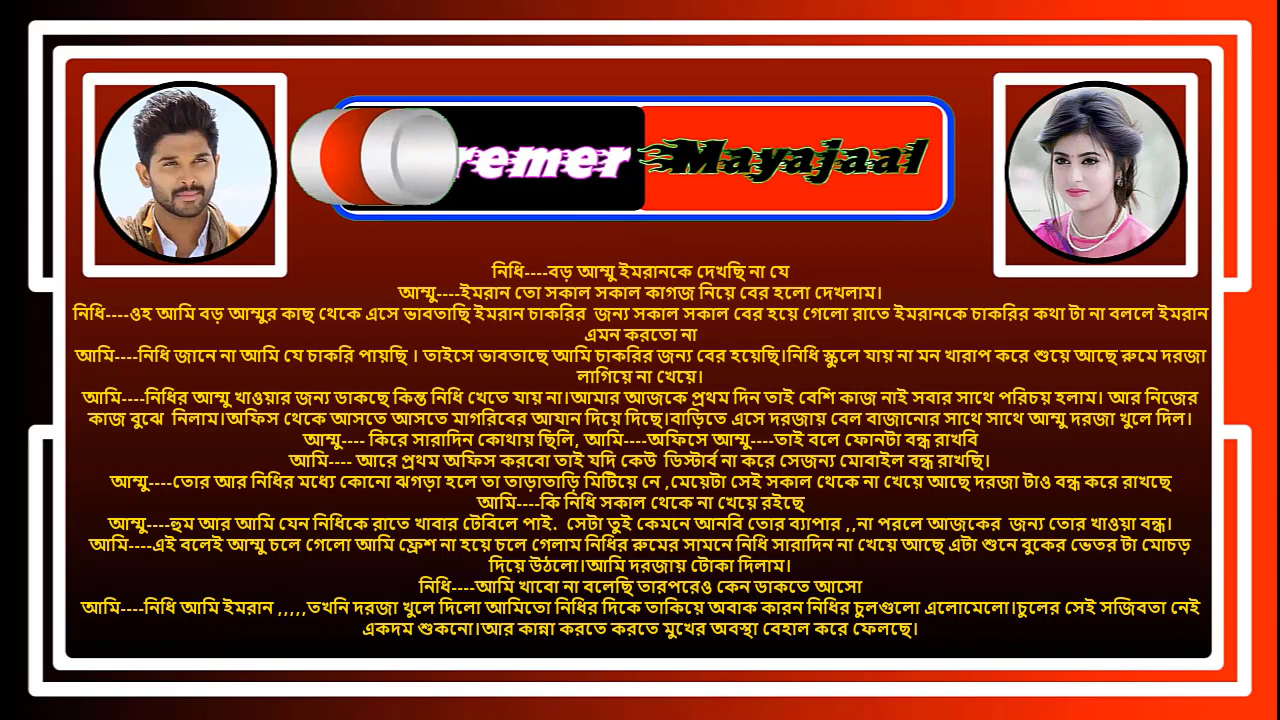 remer Mayajaal
নিধি----বড় আম্মু ইমরানকে দেখছি না যে
আম্মু----ইমরান তো সকাল সকাল কাগজ নিয়ে বের হলো দেখলাম।
নিধি----ওহ আমি বড় আম্মুর কাছ থেকে এসে ভাবতাছি ইমরান চাকরির জন্য সকাল সকাল বের হয়ে গেলো রাতে ইমরানকে চাকরির কথা টা না বললে ইমরান
এমন করতো না
আমি----নিধি জানে না আমি যে চাকরি পায়ছি । তাইসে ভাবতাছে আমি চাকরির জন্য বের হয়েছি।নিধি স্কুলে যায় না মন খারাপ করে শুয়ে আছে রুমে দরজা
লাগিয়ে না খেয়ে।
আমি----নিধির আম্মু খাওয়ার জন্য ডাকছে কিন্তু নিধি খেতে যায় না।আমার আজকে প্রথম দিন তাই বেশি কাজ নাই সবার সাথে পরিচয় হলাম। আর নিজের
কাজ বুঝে নিলাম।অফিস থেকে আসতে আসতে মাগরিবের আযান দিয়ে দিছে।বাড়িতে এসে দরজায় বেল বাজানোর সাথে সাথে আম্মু দরজা খুলে দিল।
আম্মু---- কিরে সারাদিন কোথায় ছিলি, আমি----অফিসে আম্মু----তাই বলে ফোনটা বন্ধ রাখবি
আমি---- আরে প্রথম অফিস করবো তাই যদি কেউ ডিস্টার্ব না করে সেজন্য মোবাইল বন্ধ রাখছি।
আম্মু----তোর আর নিধির মধ্যে কোনো ঝগড়া হলে তা তাড়াতাড়ি মিটিয়ে নে ,মেয়েটা সেই সকাল থেকে না খেয়ে আছে দরজা টাও বন্ধ করে রাখছে
আমি----কি নিধি সকাল থেকে না খেয়ে রইছে
আম্মু----হুম আর আমি যেন নিধিকে রাতে খাবার টেবিলে পাই. সেটা তুই কেমনে আনবি তোর ব্যাপার ,,না পরলে আজকের জন্য তোর খাওয়া বন্ধ।
আমি----এই বলেই আম্মু চলে গেলো আমি ফ্রেশ না হয়ে চলে গেলাম নিধির রুমের সামনে নিধি সারাদিন না খেয়ে আছে এটা শুনে বুকের ভেতর টা মোচড়
দিয়ে উঠলো।আমি দরজায় টোকা দিলাম।
নিধি----আমি খাবো না বলেছি তারপরেও কেন ডাকতে আসো
আমি----নিধি আমি ইমরান ,,,,,তখনি দরজা খুলে দিলো আমিতো নিধির দিকে তাকিয়ে অবাক কারন নিধির চুলগুলো এলোমেলো।চুলের সেই সজিবতা নেই
একদম শুকনো।আর কান্না করতে করতে মুখের অবস্থা বেহাল করে ফেলছে।